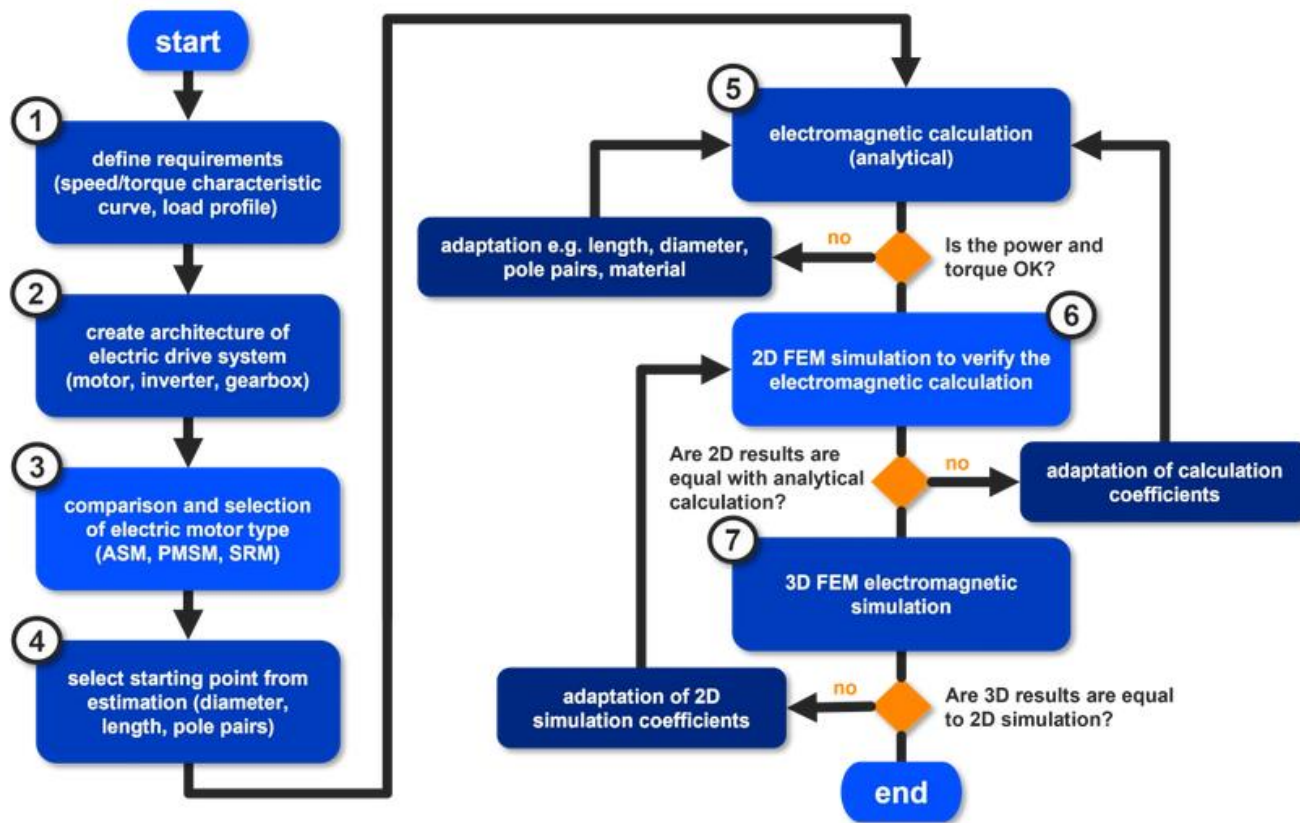 start
1
define requirements
(speed/torque characteristic
curve, load profile)
2
create architecture of
electric drive system
(motor, inverter, gearbox)
3
comparison and selection
of electric motor type
(ASM, PMSM, SRM)
4
select starting point from
estimation (diameter,
length, pole pairs)
5
electromagnetic calculation
(analytical)
Is the power and
torque OK?
no
adaptation e.g. length, diameter,
pole pairs, material
6
2D FEM simulation to verify the
electromagnetic calculation
Are 2D results are
equal with analytical
calculation?
no
adaptation of calculation
coefficients
7
3D FEM electromagnetic
simulation
Are 3D results are equal
to 2D simulation?
no
adaptation of 2D
simulation coefficients
end